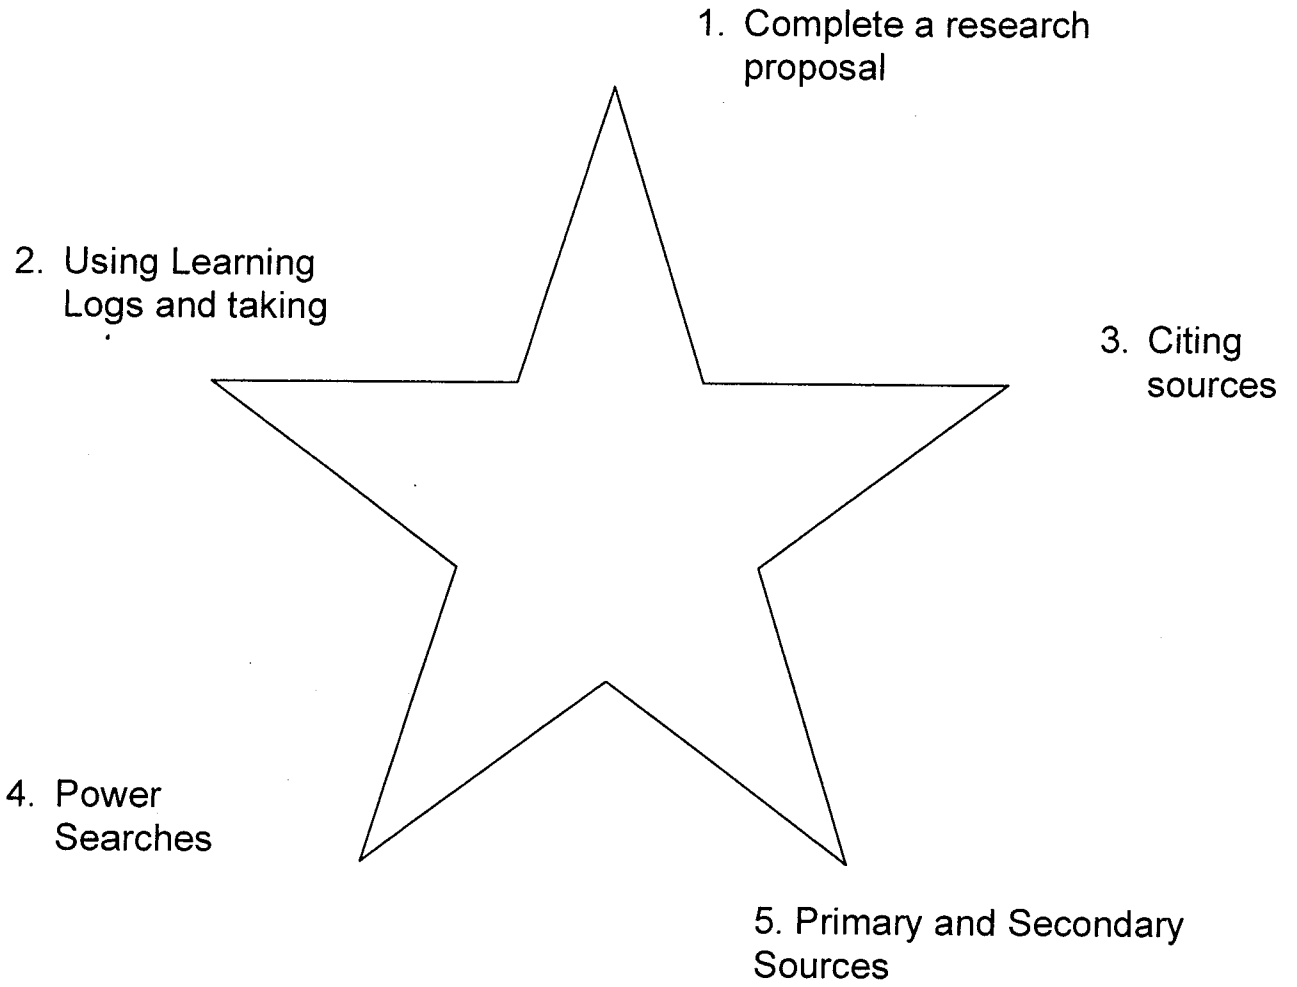 1. Complete a research
proposal
2. Using Learning
Logs and taking
3. Citing
sources
4. Power
Searches
5. Primary and Secondary
Sources